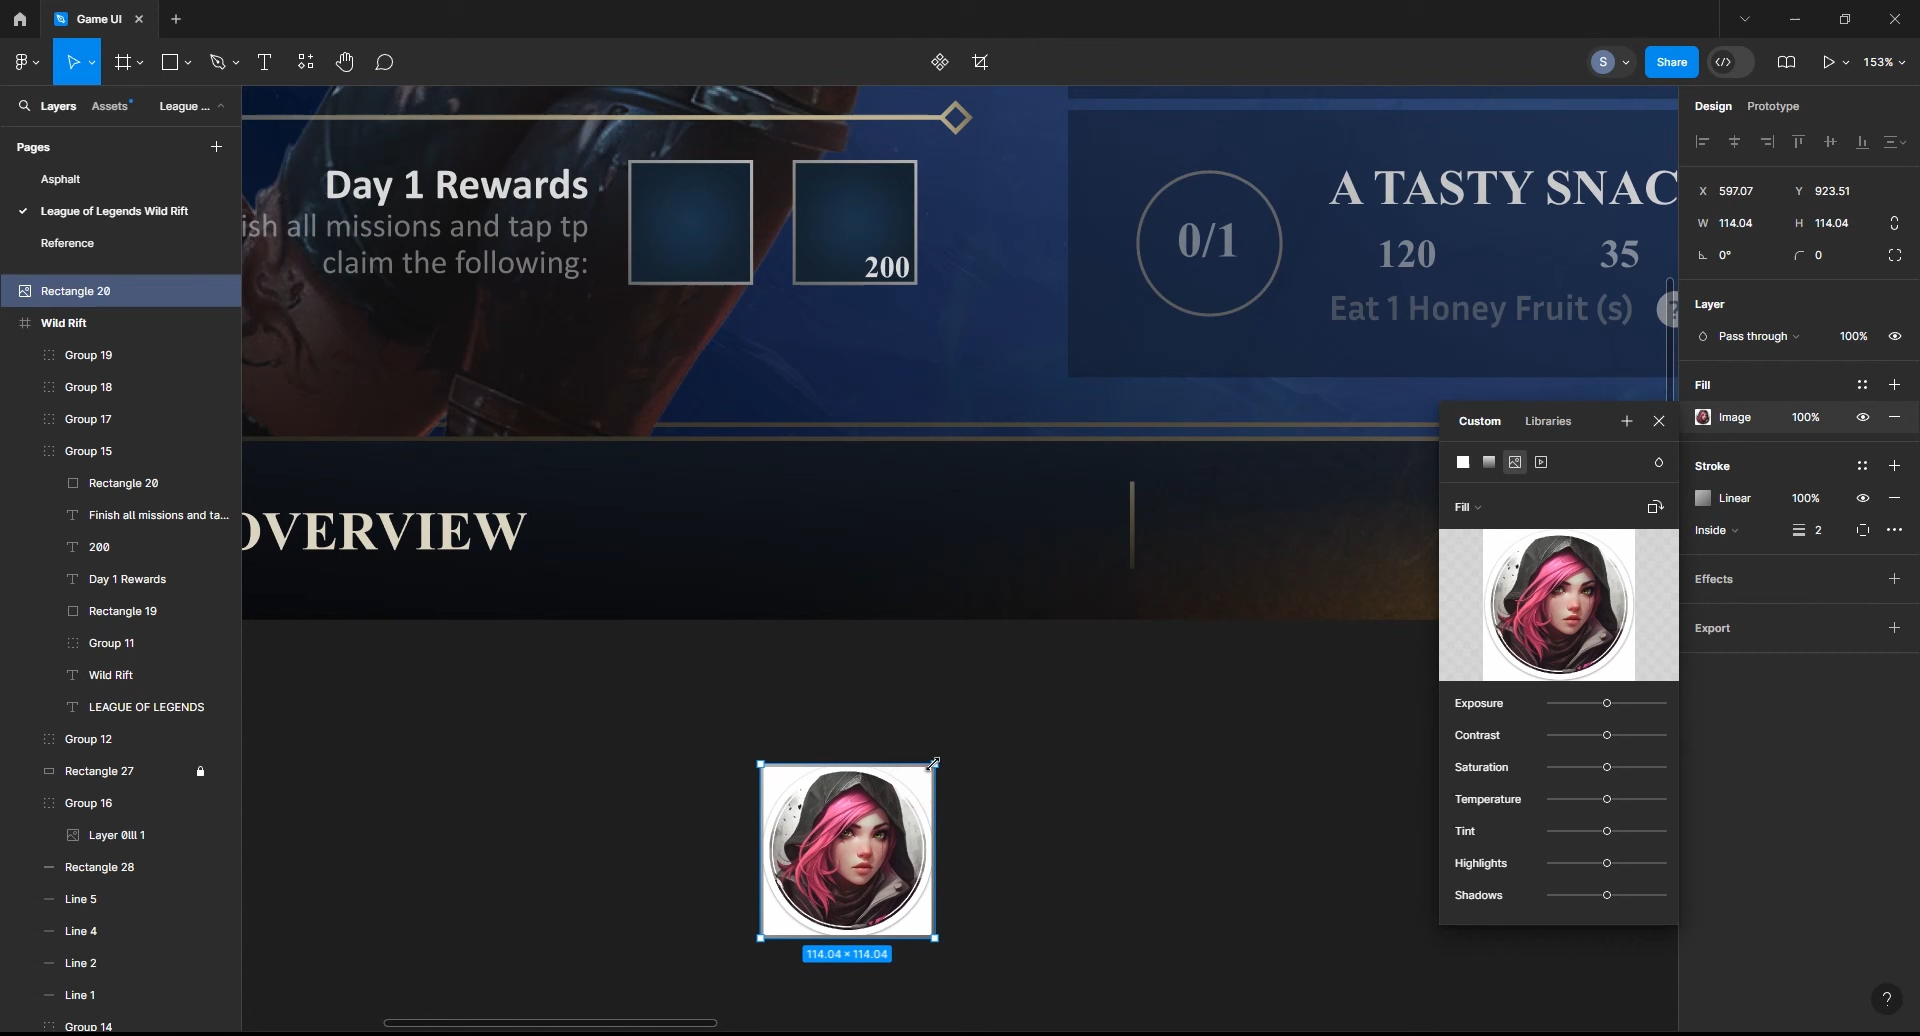 Game UI
S
Share
153%
Layers
Assets
League ...
Pages
Asphalt
League of Legends Wild Rift
Reference
Rectangle 20
Wild Rift
Group 19
Group 18
Group 17
Group 15
Rectangle 20
Finish all missions and ta...
200
Day 1 Rewards
Rectangle 19
Group 11
Wild Rift
LEAGUE OF LEGENDS
Group 12
Rectangle 27
Group 16
Layer 0lll 1
Rectangle 28
Line 5
Line 4
Line 2
Line 1
Group 14
Day 1 Rewards
ish all missions and tap tp
claim the following:
200
0/1
A TASTY SNAC
120 35
Eat 1 Honey Fruit (s)
?
OVERVIEW
114.04 × 114.04
Custom
Libraries
Fill
Exposure
Contrast
Saturation
Temperature
Tint
Highlights
Shadows
Design
Prototype
X 597.07 Y 923.51
W 114.04 H 114.04
0° 0
Layer
Pass through 100%
Fill
Image 100%
Stroke
Linear 100%
Inside 2
Effects
Export
?